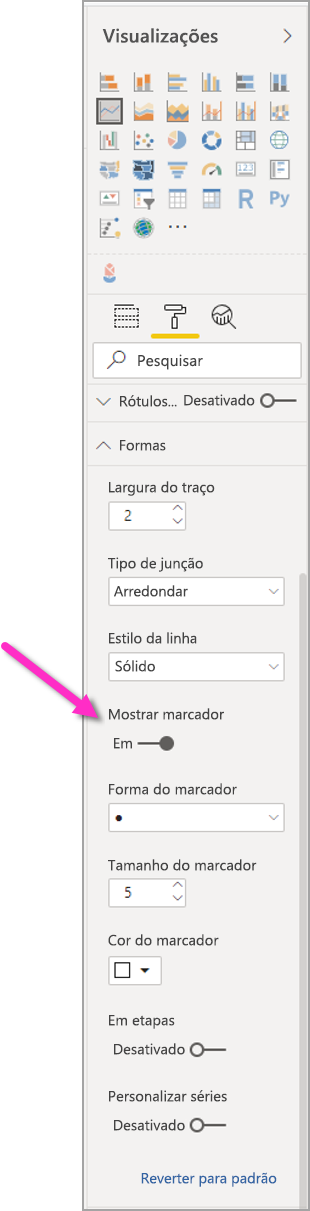 Visualizações
123
R
Py
Pesquisar
Rótulos... Desativado
Formas
Largura do traço
2
Tipo de junção
Arredondar
Estilo da linha
Sólido
Mostrar marcador
Em
Forma do marcador
Tamanho do marcador
5
Cor do marcador
Em etapas
Desativado
Personalizar séries
Desativado
Reverter para padrão